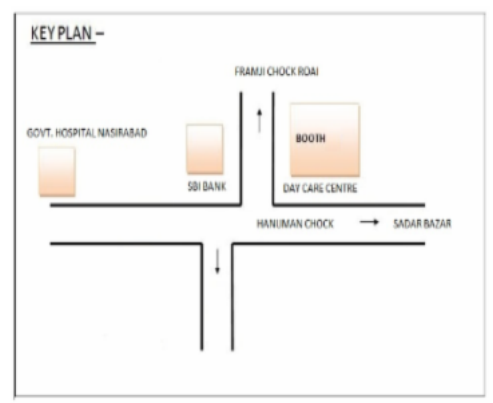 KEY PLAN –
FRAMJI CHOCK ROAI
GOVT. HOSPITAL NASIRABAD
BOOTH
SBI BANK
DAY CARE CENTRE
HANUMAN CHOCK
SADAR BAZAR